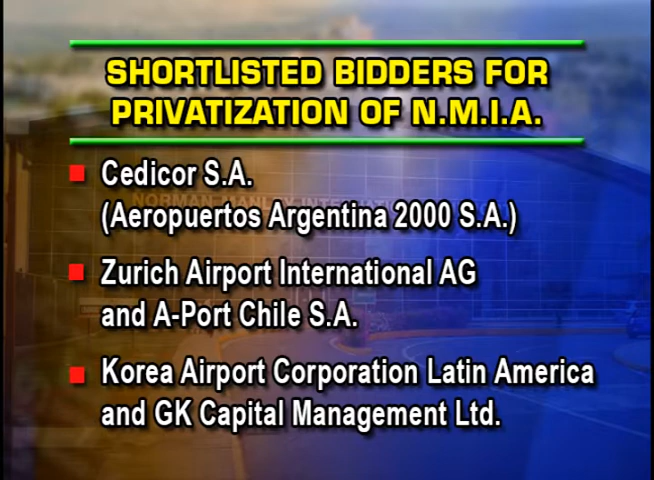 SHORTLISTED BIDDERS FOR
PRIVATIZATION OF N.M.I.A.
Cedicor S.A.
(Aeropuertos Argentina 2000 S.A.)
Zurich Airport International AG
and A-Port Chile S.A.
Korea Airport Corporation Latin America
and GK Capital Management Ltd.